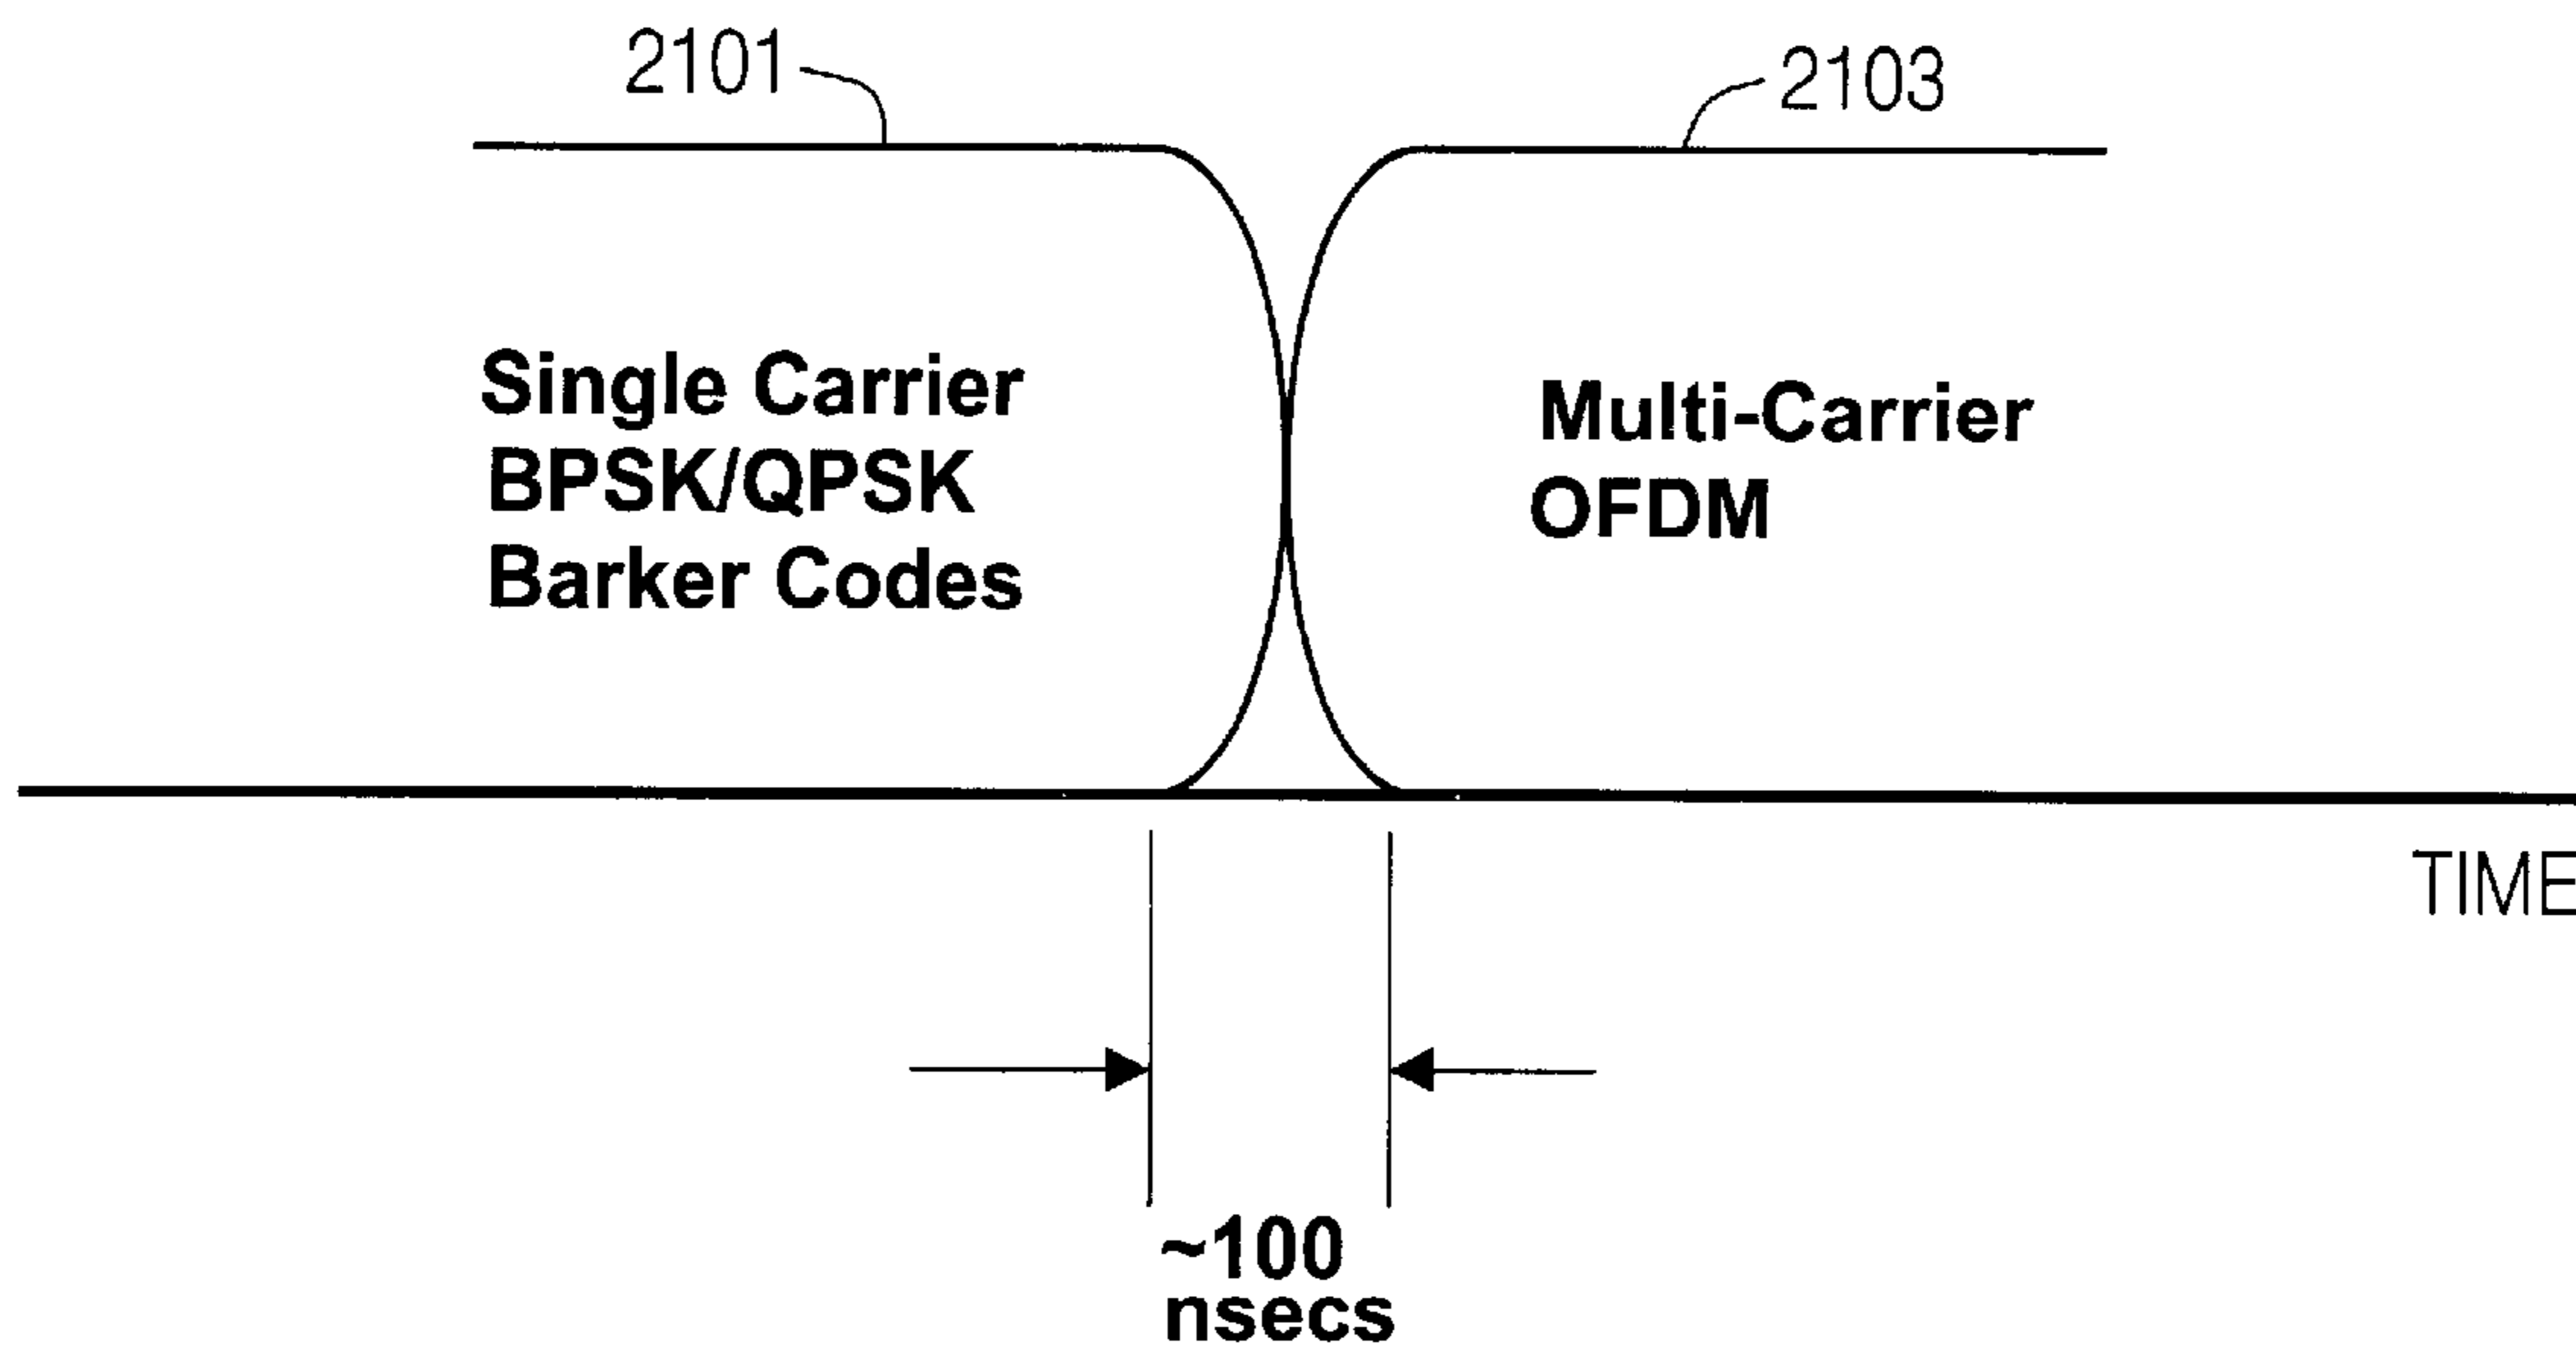 2101
2103
Single Carrier
BPSK/QPSK
Barker Codes
Multi-Carrier
OFDM
TIME
~100
nsecs